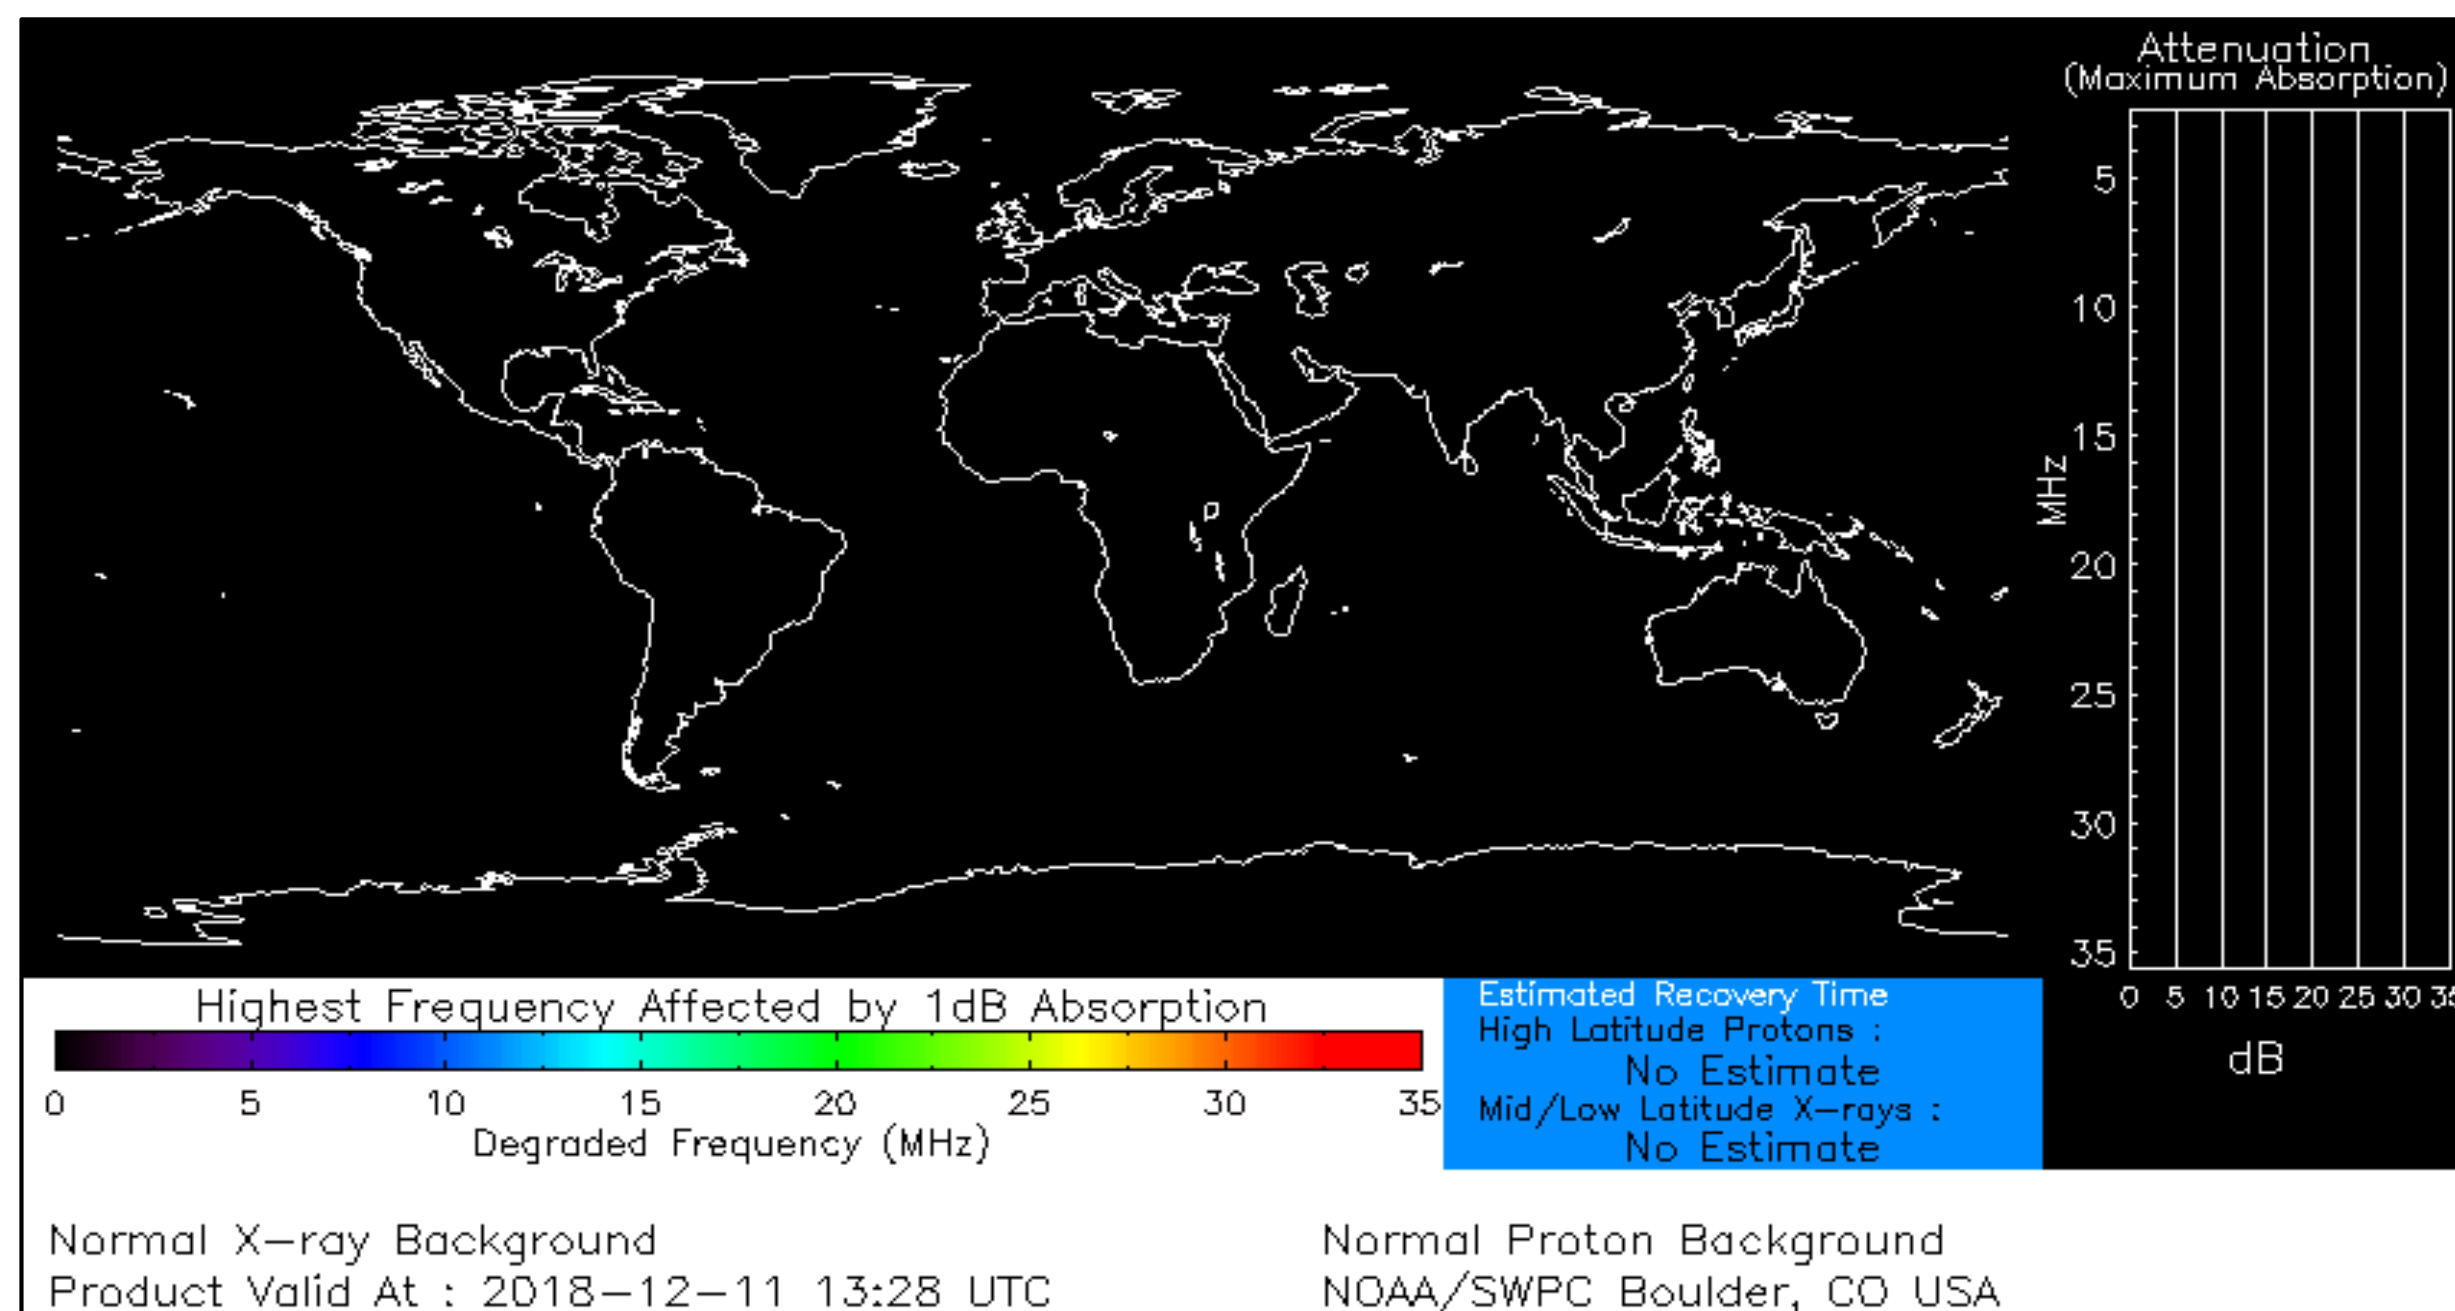 Attenuation
(Maximum Absorption)
5
10
15
20
25
30
35
MHz
0 5 10 15 20 25 30
dB
Highest Frequency Affected by 1dB Absorption
0 5 10 15 20 25 30 35
Degraded Frequency (MHz)
Estimated Recovery Time
High Latitude Protons :
No Estimate
Mid/Low Latitude X-rays :
No Estimate
Normal X-ray Background
Product Valid At : 2018-12-11 13:28 UTC
Normal Proton Background
NOAA/SWPC Boulder, CO USA